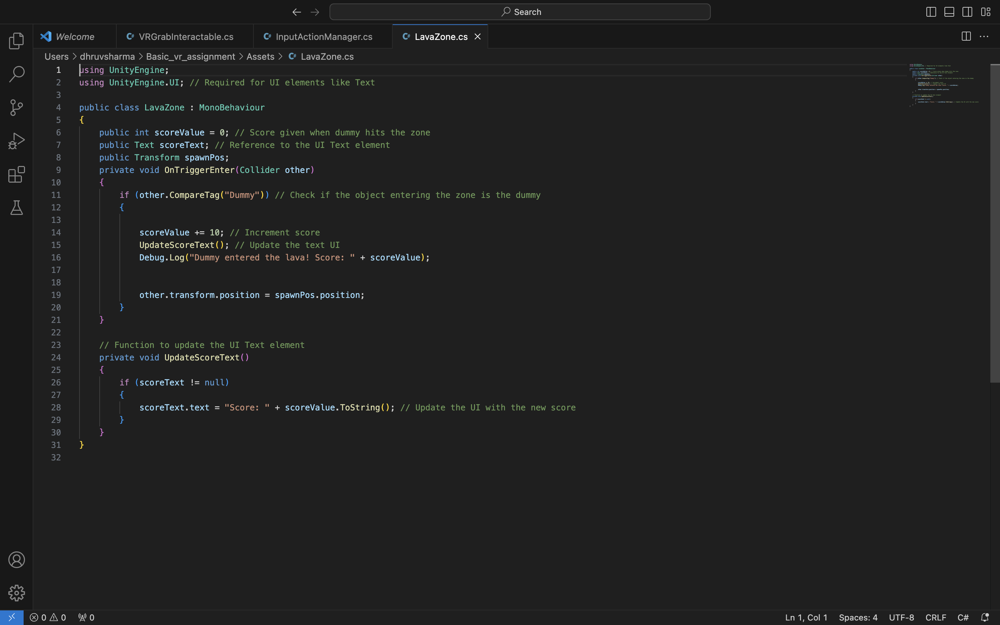 Search
Welcome
VRGrabInteractable.cs
InputActionManager.cs
LavaZone.cs
Users > dhruvsharma > Basic_vr_assignment > Assets > LavaZone.cs
1 using UnityEngine;
2 using UnityEngine.UI; // Required for UI elements like Text
3
4 public class LavaZone : MonoBehaviour
5 {
6     public int scoreValue = 0; // Score given when dummy hits the zone
7     public Text scoreText; // Reference to the UI Text element
8     public Transform spawnPos;
9     private void OnTriggerEnter(Collider other)
10     {
11         if (other.CompareTag("Dummy")) // Check if the object entering the zone is the dummy
12         {
13
14             scoreValue += 10; // Increment score
15             UpdateScoreText(); // Update the text UI
16             Debug.Log("Dummy entered the lava! Score: " + scoreValue);
17
18
19             other.transform.position = spawnPos.position;
20         }
21     }
22
23     // Function to update the UI Text element
24     private void UpdateScoreText()
25     {
26         if (scoreText != null)
27         {
28             scoreText.text = "Score: " + scoreValue.ToString(); // Update the UI with the new score
29         }
30     }
31 }
32
0 0 0 Ln 1, Col 1 Spaces: 4 UTF-8 CRLF C#